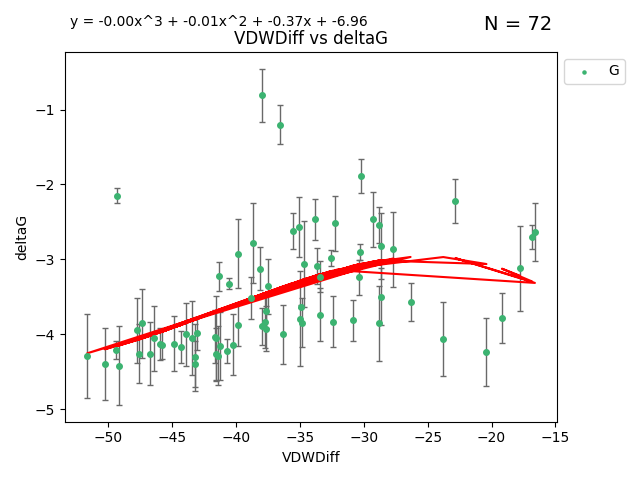 y = -0.00x^3 + -0.01x^2 + -0.37x + -6.96
N = 72
VDWDiff vs deltaG
G
deltaG
−1
−2
−3
−4
−5
−50 −45 −40 −35 −30 −25 −20 −15
VDWDiff